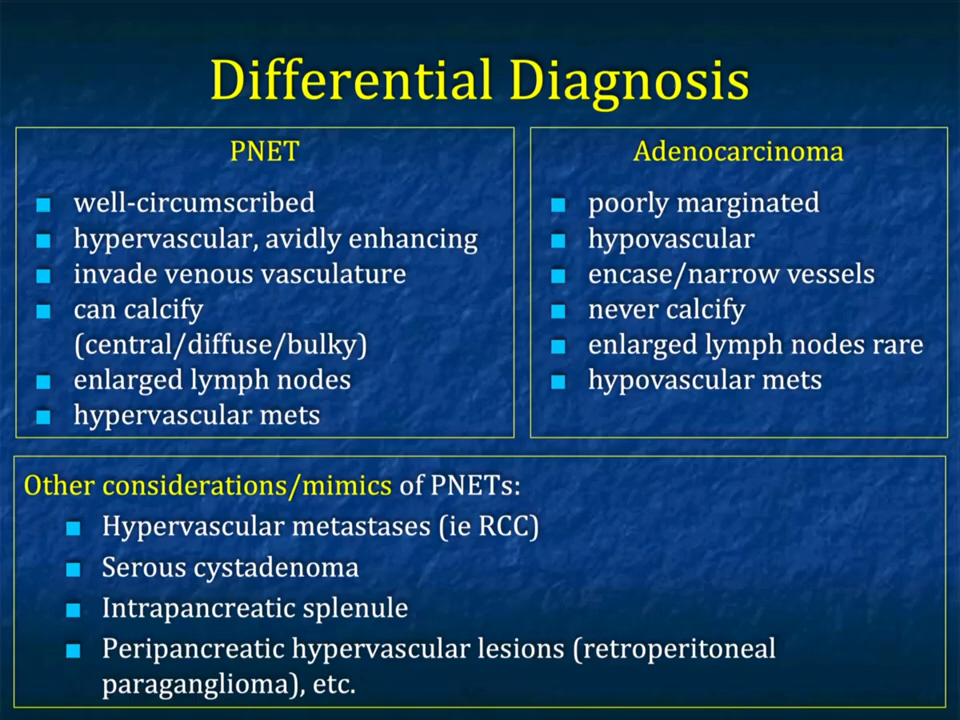 Differential Diagnosis
PNET
well-circumscribed
hypervascular, avidly enhancing
invade venous vasculature
can calcify
(central/diffuse/bulky)
enlarged lymph nodes
hypervascular mets
Adenocarcinoma
poorly marginated
hypovascular
encase/narrow vessels
never calcify
enlarged lymph nodes rare
hypovascular mets
Other considerations/mimics of PNETs:
Hypervascular metastases (ie RCC)
Serous cystadenoma
Intrapancreatic splenule
Peripancreatic hypervascular lesions (retroperitoneal
paraganglioma), etc.